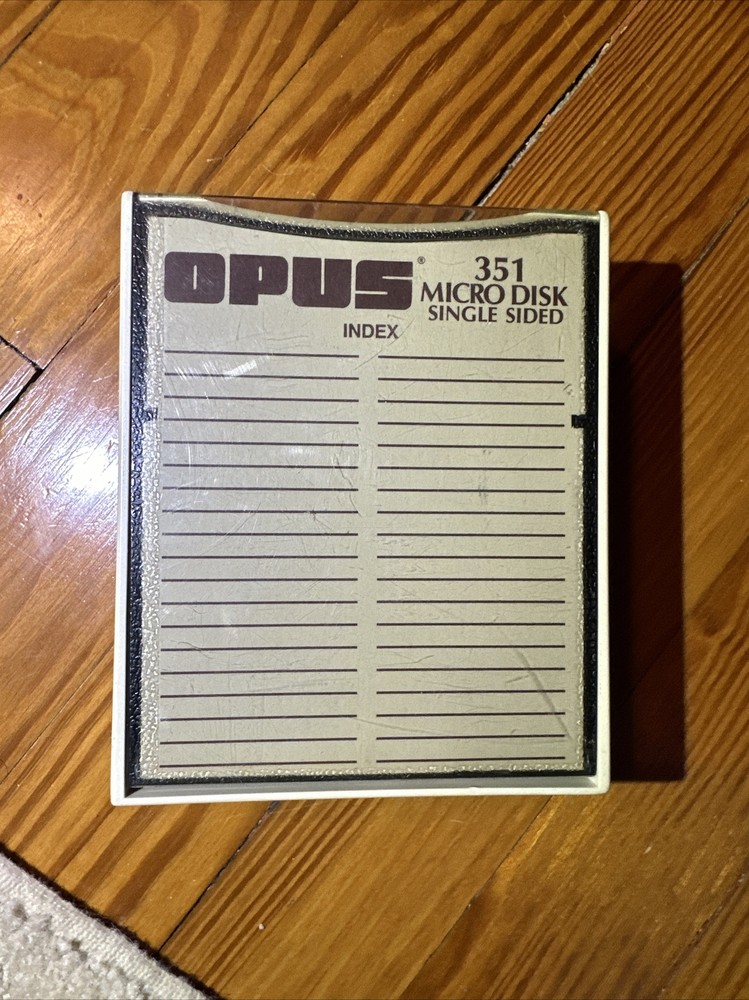 OPUS® 351
MICRO DISK
SINGLE SIDED
INDEX